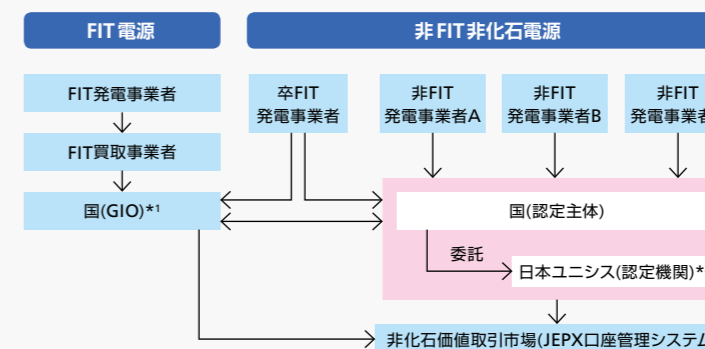 FIT電源
非FIT非化石電源
FIT発電事業者
FIT買取事業者
国(GIO)*1
卒FIT
発電事業者
非FIT
発電事業者A
非FIT
発電事業者B
非FIT
発電事業者
国(認定主体)
委託
日本ユニシス(認定機関)*
非化石価値取引市場(JEPX口座管理システム